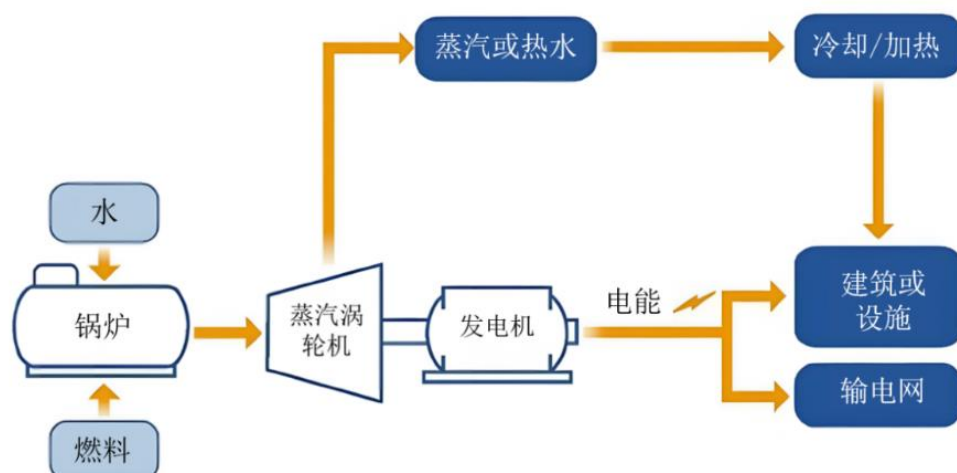 蒸汽或热水
冷却/加热
水
锅炉
燃料
蒸汽涡
轮机
发电机
电能
建筑或
设施
输电网